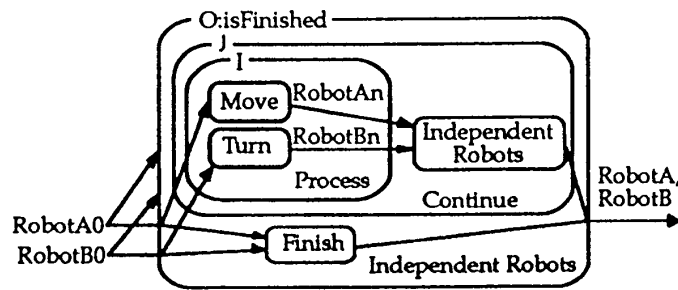 O:isFinished
J
I
Move
RobotAn
Turn
RobotBn
Independent
Robots
Process
Continue
RobotA,
RobotB
RobotA0
RobotB0
Finish
Independent Robots